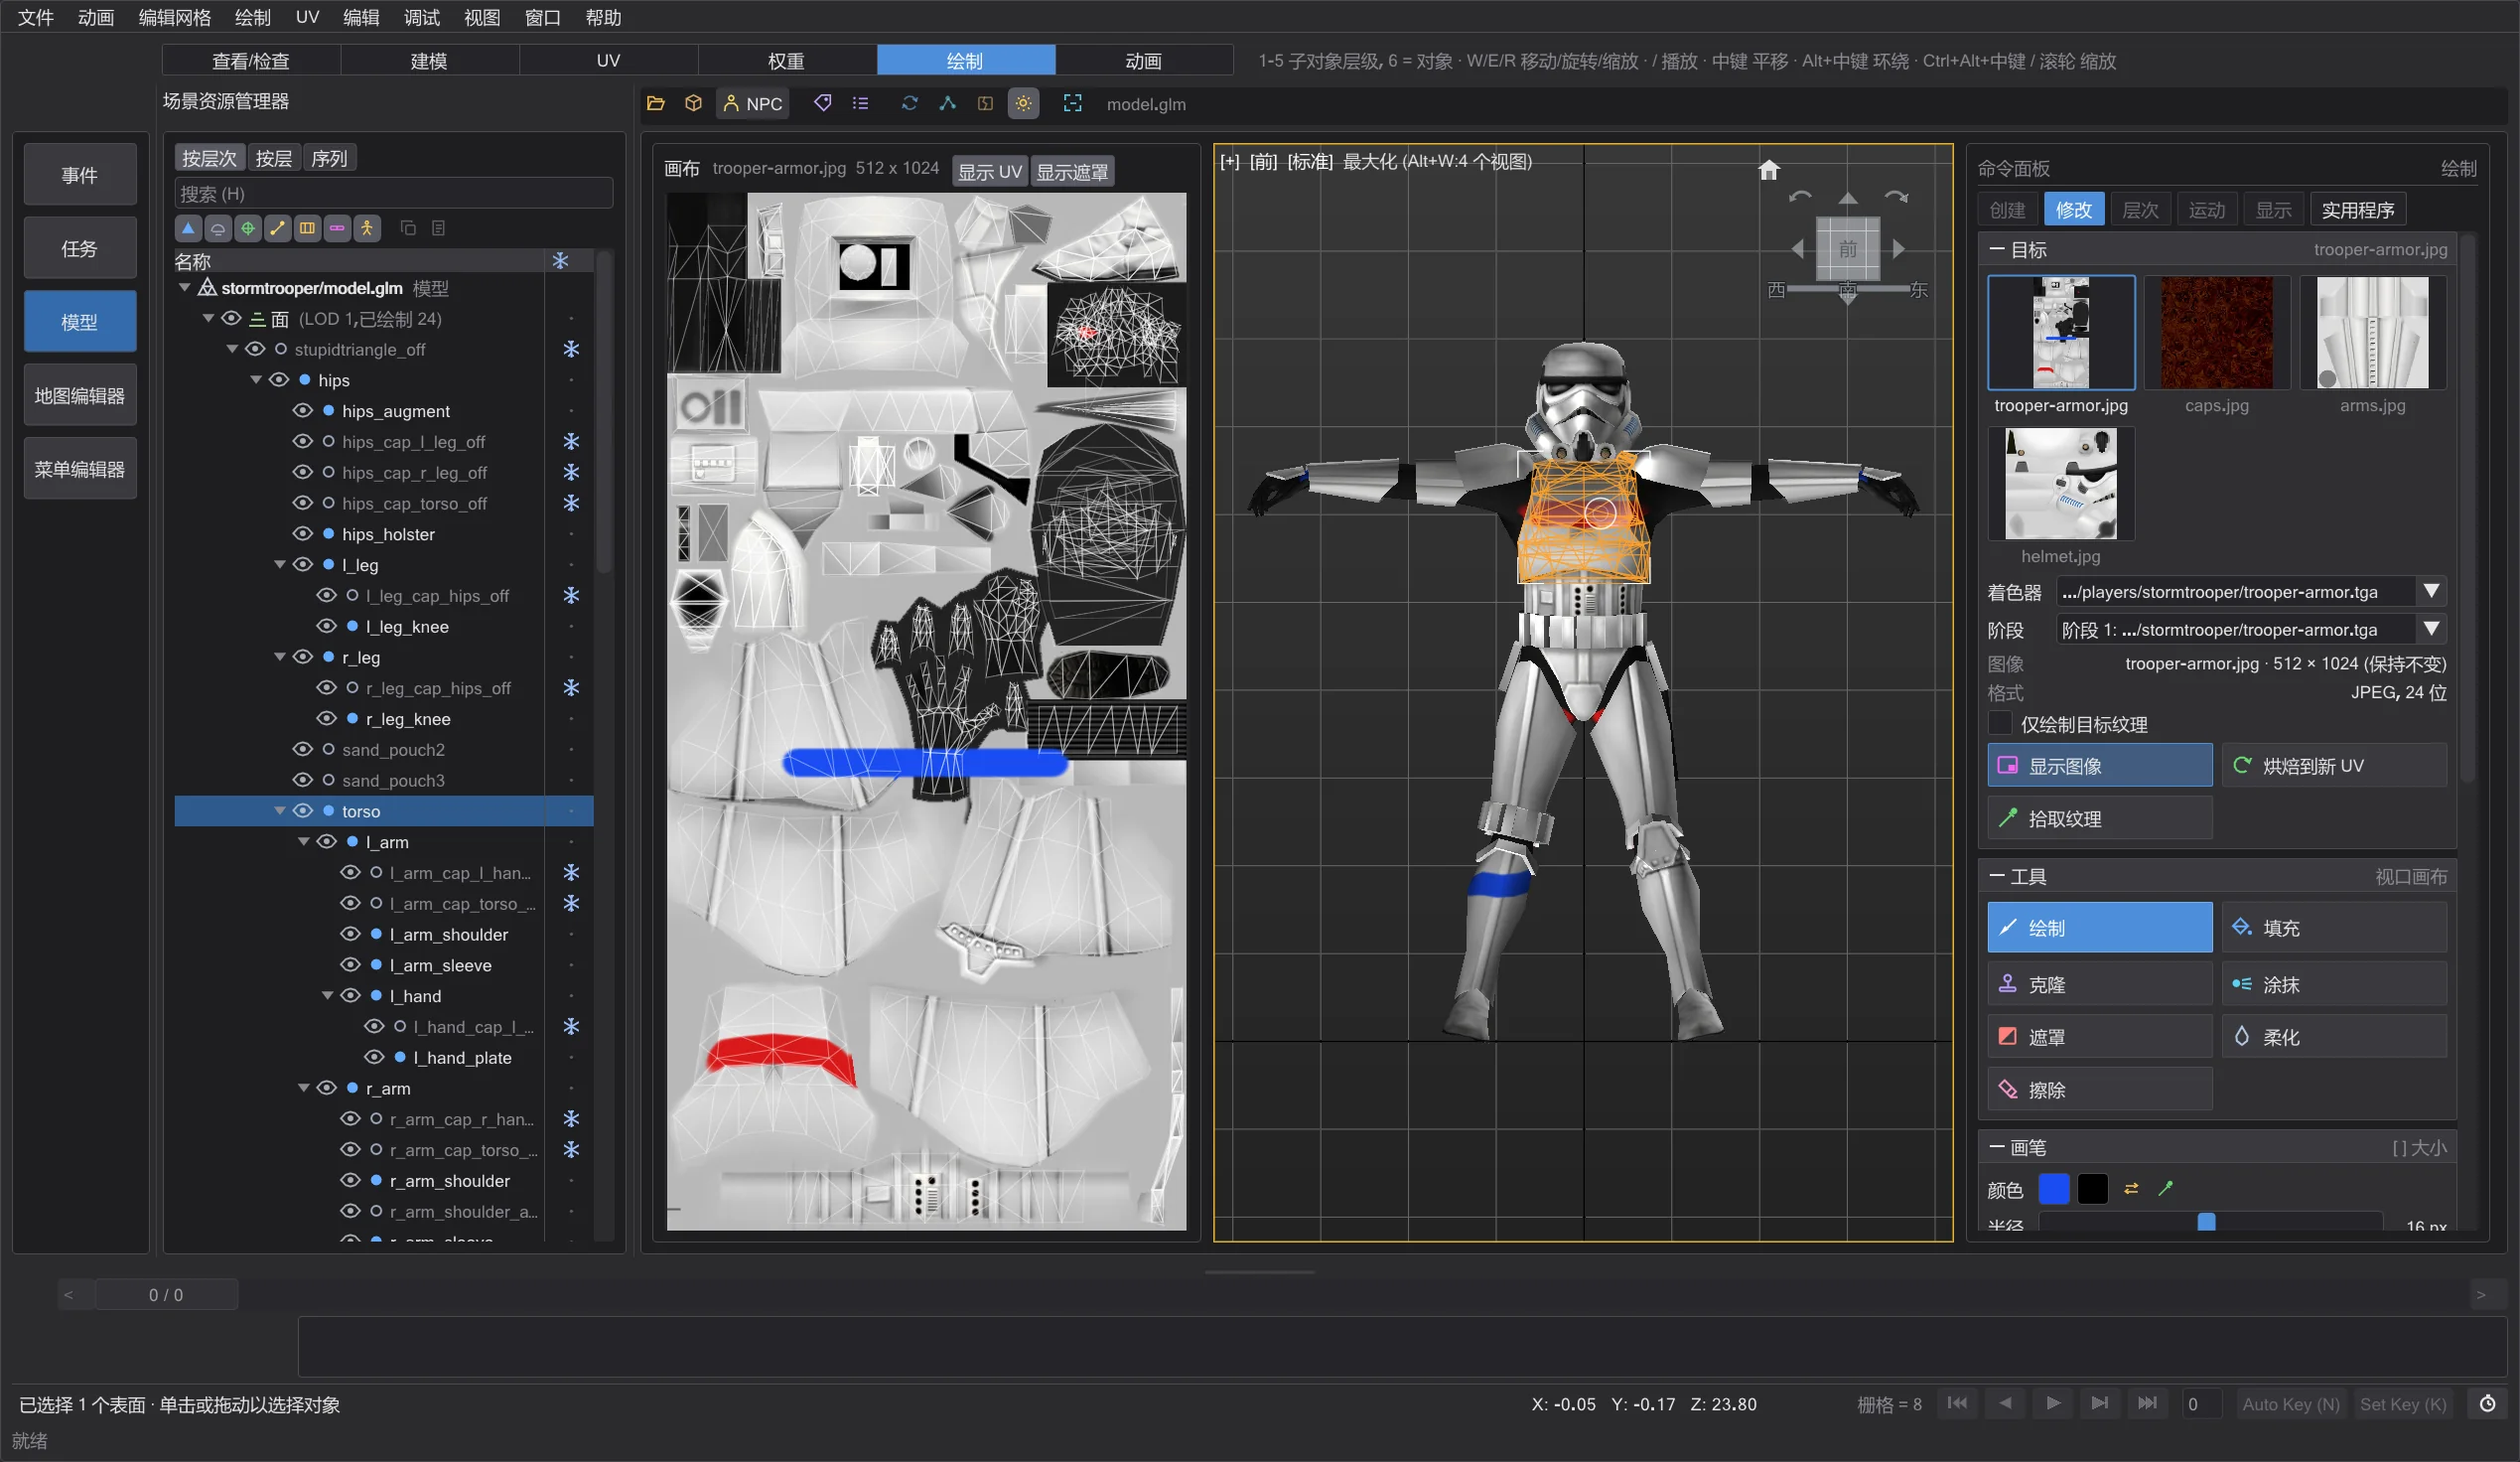 文件 动画 编辑网格 绘制 UV 编辑 调试 视图 窗口 帮助
查看/检查 建模 UV 权重 绘制 动画 1-5 子对象层级, 6 = 对象 · W/E/R 移动/旋转/缩放 · / 播放 · 中键 平移 · Alt+中键 环绕 · Ctrl+Alt+中键 / 滚轮 缩放
场景资源管理器
NPC model.glm
事件
任务
模型
地图编辑器
菜单编辑器
按层次 按层 序列
搜索 (H)
名称
stormtrooper/model.glm 模型
面 (LOD 1,已绘制 24)
stupidtriangle_off
hips
hips_augment
hips_cap_l_leg_off
hips_cap_r_leg_off
hips_cap_torso_off
hips_holster
l_leg
l_leg_cap_hips_off
l_leg_knee
r_leg
r_leg_cap_hips_off
r_leg_knee
sand_pouch2
sand_pouch3
torso
l_arm
l_arm_cap_l_han...
l_arm_cap_torso_...
l_arm_shoulder
l_arm_sleeve
l_hand
l_hand_cap_l_...
l_hand_plate
r_arm
r_arm_cap_r_han...
r_arm_cap_torso_...
r_arm_shoulder
r_arm_shoulder_a...
r_arm_sleeve
画布 trooper-armor.jpg 512 x 1024 显示 UV 显示遮罩
[+] [前] [标准] 最大化 (Alt+W:4 个视图)
前
西 南 东
命令面板 绘制
创建 修改 层次 运动 显示 实用程序
目标 trooper-armor.jpg
trooper-armor.jpg caps.jpg arms.jpg
helmet.jpg
着色器 .../players/stormtrooper/trooper-armor.tga
阶段 阶段 1: .../stormtrooper/trooper-armor.tga
图像 trooper-armor.jpg · 512 × 1024 (保持不变)
格式 JPEG, 24 位
仅绘制目标纹理
显示图像 烘焙到新 UV
拾取纹理
工具 视口画布
绘制 填充
克隆 涂抹
遮罩 柔化
擦除
画笔 [ ] 大小
颜色
半径 16 px
< 0 / 0 >
已选择 1 个表面 · 单击或拖动以选择对象 X: -0.05 Y: -0.17 Z: 23.80 栅格 = 8 0 Auto Key (N) Set Key (K)
就绪